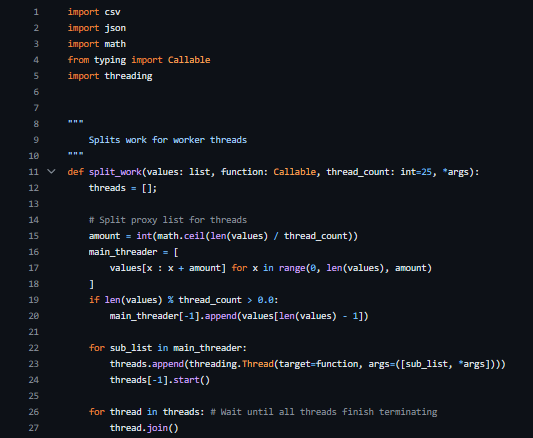 1 import csv
2 import json
3 import math
4 from typing import Callable
5 import threading
6
7
8 """
9     Splits work for worker threads
10 """
11 def split_work(values: list, function: Callable, thread_count: int=25, *args):
12     threads = [];
13
14     # Split proxy list for threads
15     amount = int(math.ceil(len(values) / thread_count))
16     main_threader = [
17         values[x : x + amount] for x in range(0, len(values), amount)
18     ]
19     if len(values) % thread_count > 0.0:
20         main_threader[-1].append(values[len(values) - 1])
21
22     for sub_list in main_threader:
23         threads.append(threading.Thread(target=function, args=([sub_list, *args])))
24         threads[-1].start()
25
26     for thread in threads: # Wait until all threads finish terminating
27         thread.join()